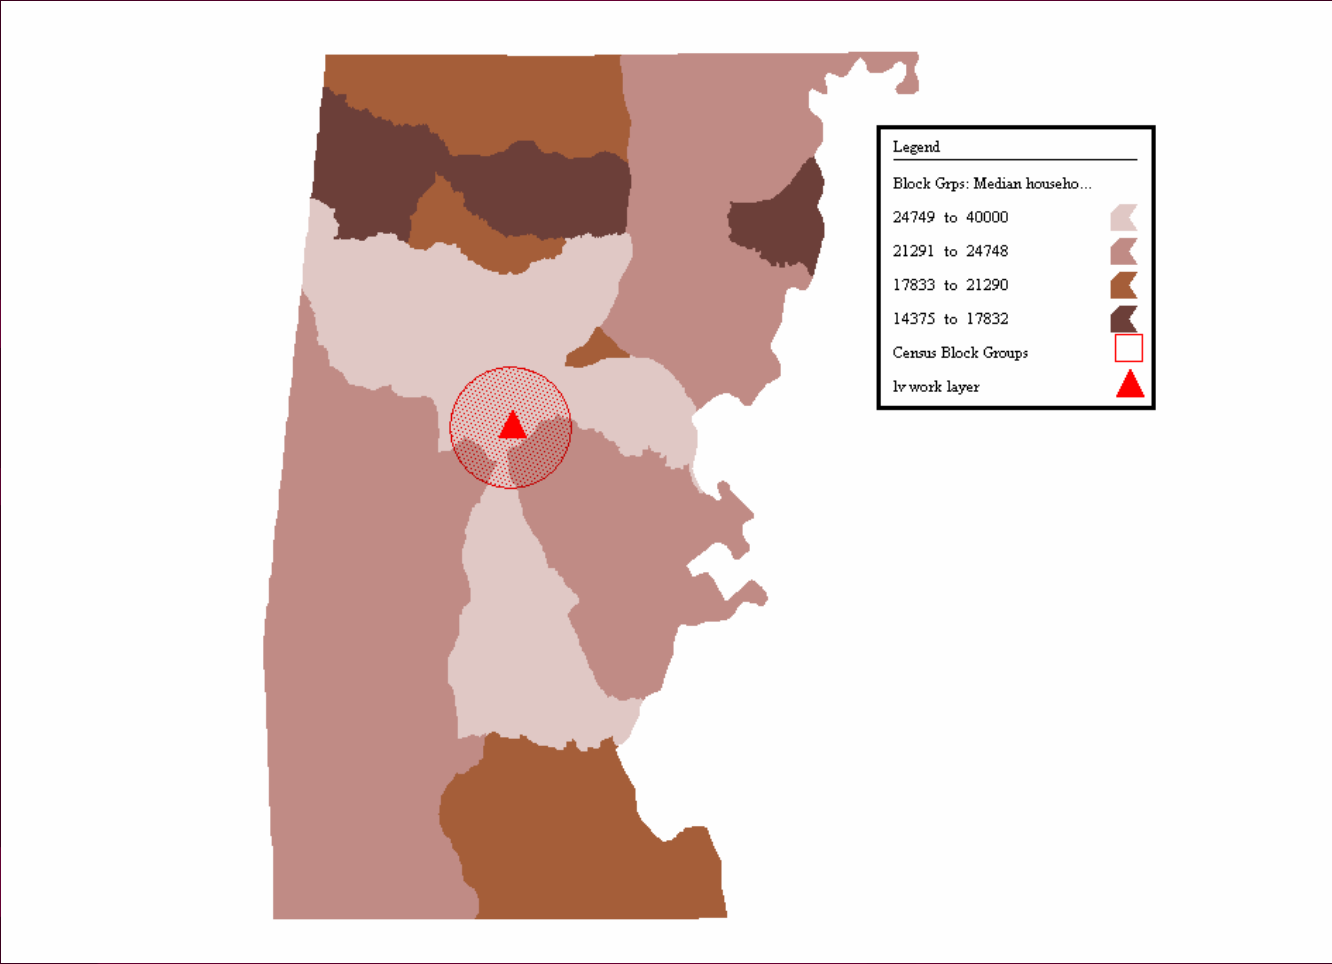 Legend
Block Grps: Median househo...
24749 to 40000
21291 to 24748
17833 to 21290
14375 to 17832
Census Block Groups
lv work layer